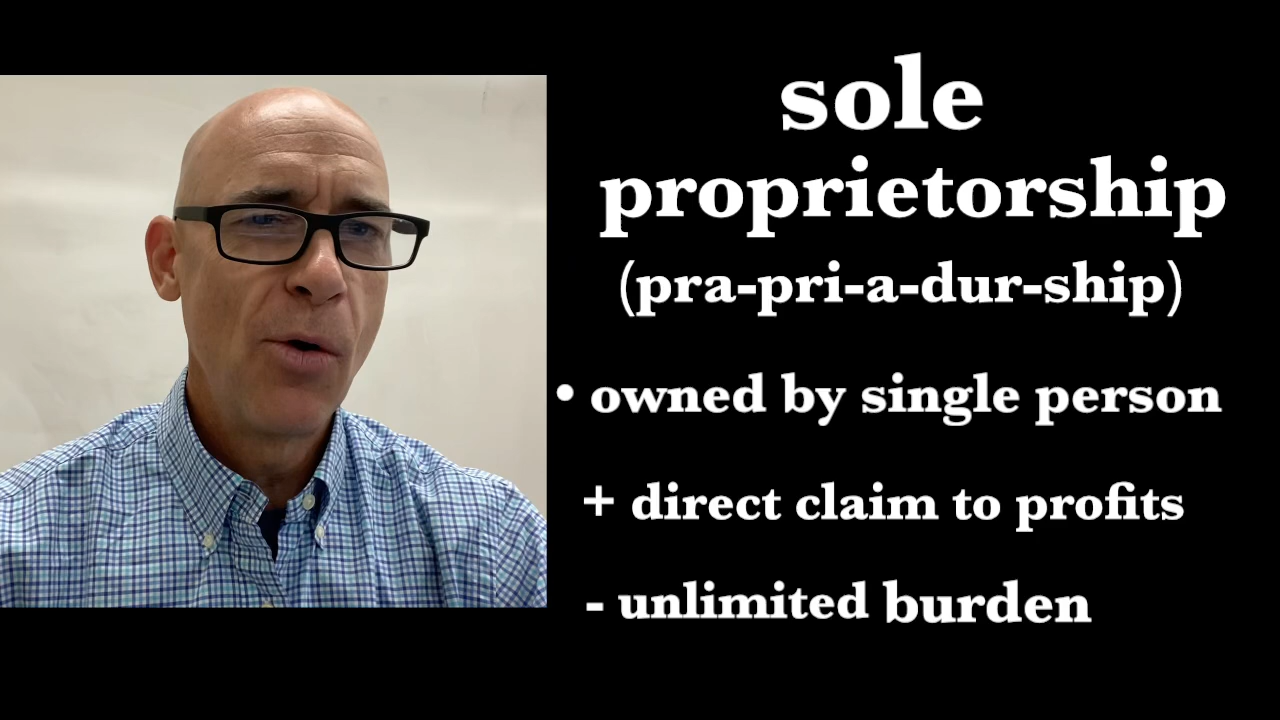 sole
proprietorship
(pra-pri-a-dur-ship)
• owned by single person
+ direct claim to profits
- unlimited burden